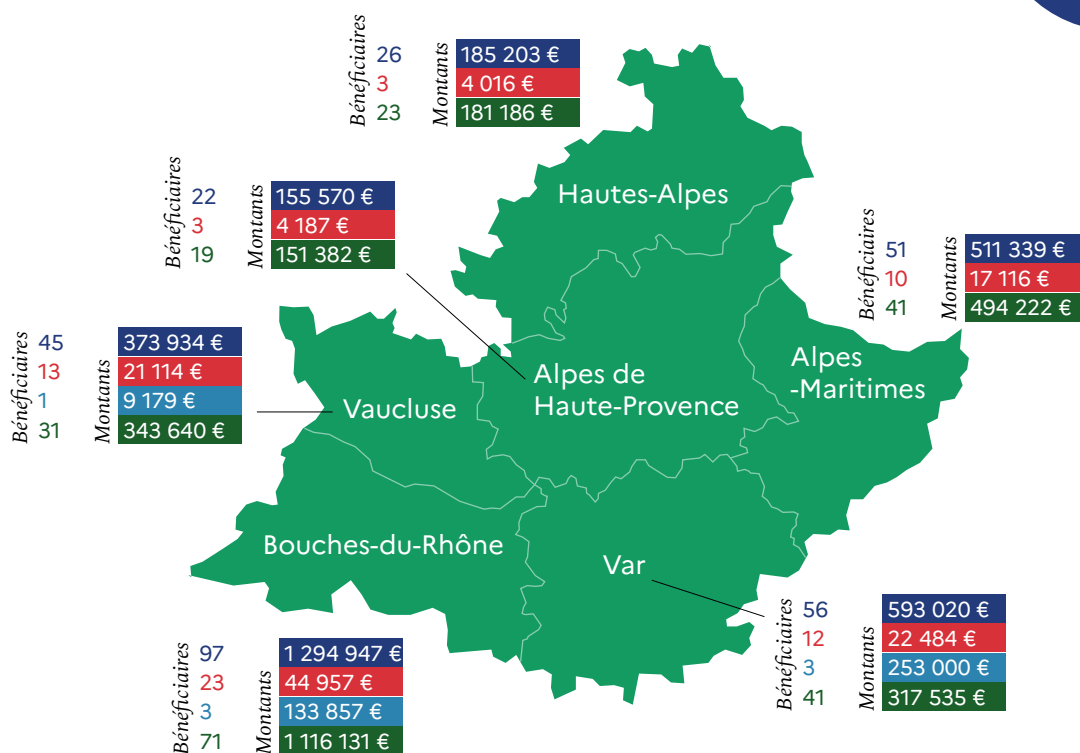 Bénéficiaires
26
3
23
Montants
185 203 €
4 016 €
181 186 €
Hautes-Alpes
Bénéficiaires
22
3
19
Montants
155 570 €
4 187 €
151 382 €
Bénéficiaires
51
10
41
Montants
511 339 €
17 116 €
494 222 €
Bénéficiaires
45
13
1
31
Montants
373 934 €
21 114 €
9 179 €
343 640 €
Vaucluse
Alpes de
Haute-Provence
Alpes
-Maritimes
Bouches-du-Rhône
Var
Bénéficiaires
97
23
3
71
Montants
1 294 947 €
44 957 €
133 857 €
1 116 131 €
Bénéficiaires
56
12
3
41
Montants
593 020 €
22 484 €
253 000 €
317 535 €